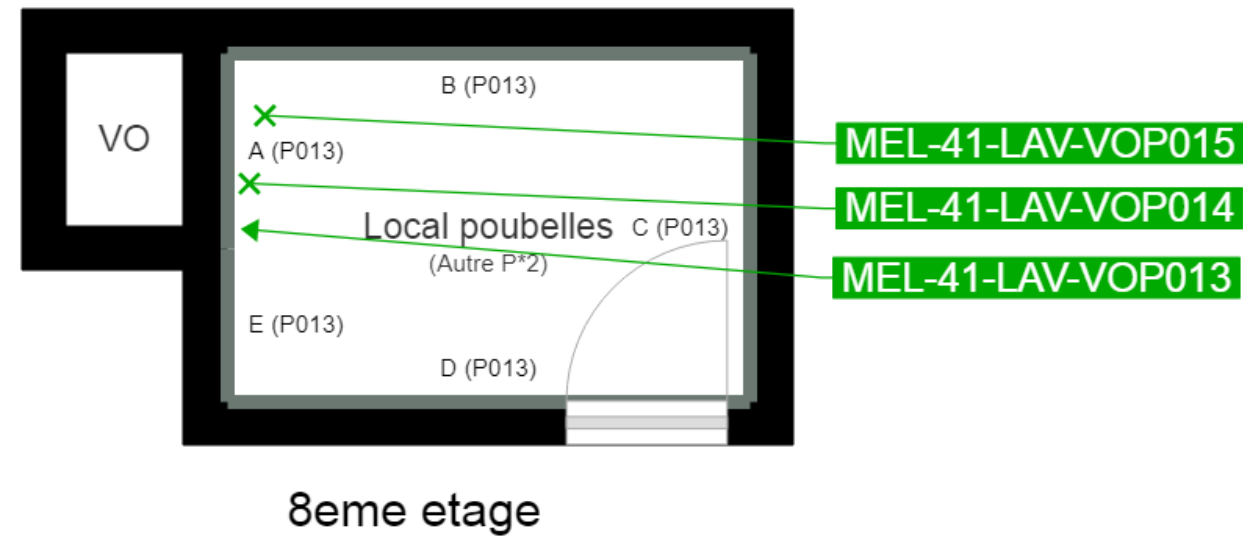 B (P013)
VO
MEL-41-LAV-VOP015
A (P013)
MEL-41-LAV-VOP014
Local poubelles
C (P013)
(Autre P*2)
MEL-41-LAV-VOP013
E (P013)
D (P013)
8eme etage